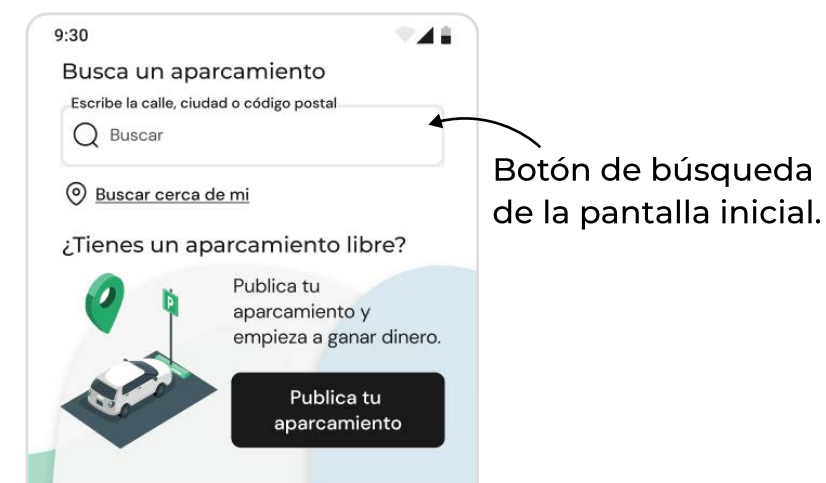 9:30
Busca un aparcamiento
Escribe la calle, ciudad o código postal
Buscar
Buscar cerca de mi
¿Tienes un aparcamiento libre?
P
Publica tu
aparcamiento y
empieza a ganar dinero.
Publica tu
aparcamiento
Botón de búsqueda
de la pantalla inicial.